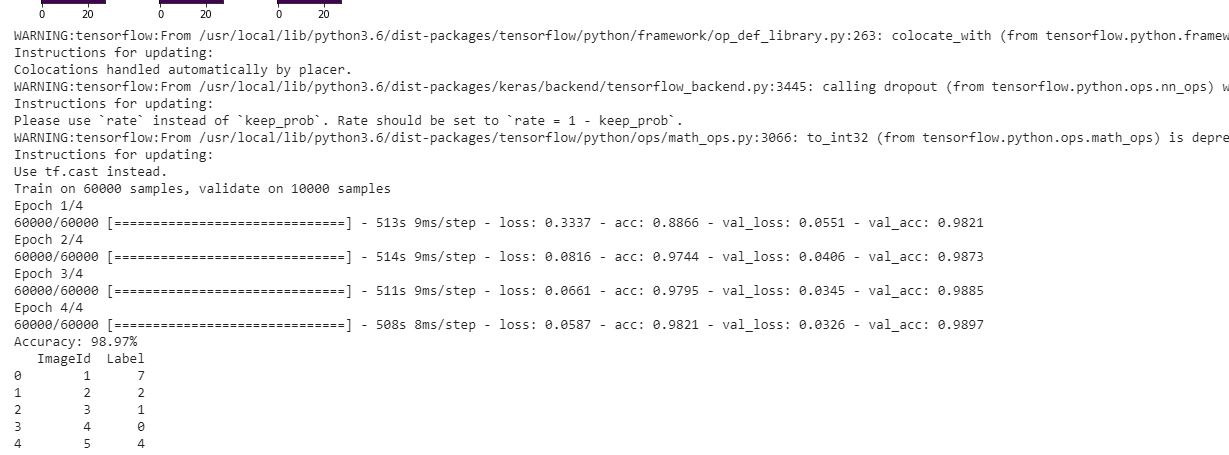 0 20 0 20 0 20
WARNING:tensorflow:From /usr/local/lib/python3.6/dist-packages/tensorflow/python/framework/op_def_library.py:263: colocate_with (from tensorflow.python.framew
Instructions for updating:
Colocations handled automatically by placer.
WARNING:tensorflow:From /usr/local/lib/python3.6/dist-packages/keras/backend/tensorflow_backend.py:3445: calling dropout (from tensorflow.python.ops.nn_ops) w
Instructions for updating:
Please use `rate` instead of `keep_prob`. Rate should be set to `rate = 1 - keep_prob`.
WARNING:tensorflow:From /usr/local/lib/python3.6/dist-packages/tensorflow/python/ops/math_ops.py:3066: to_int32 (from tensorflow.python.ops.math_ops) is depre
Instructions for updating:
Use tf.cast instead.
Train on 60000 samples, validate on 10000 samples
Epoch 1/4
60000/60000 [==============================] - 513s 9ms/step - loss: 0.3337 - acc: 0.8866 - val_loss: 0.0551 - val_acc: 0.9821
Epoch 2/4
60000/60000 [==============================] - 514s 9ms/step - loss: 0.0816 - acc: 0.9744 - val_loss: 0.0406 - val_acc: 0.9873
Epoch 3/4
60000/60000 [==============================] - 511s 9ms/step - loss: 0.0661 - acc: 0.9795 - val_loss: 0.0345 - val_acc: 0.9885
Epoch 4/4
60000/60000 [==============================] - 508s 8ms/step - loss: 0.0587 - acc: 0.9821 - val_loss: 0.0326 - val_acc: 0.9897
Accuracy: 98.97%
ImageId Label
0 1 7
1 2 2
2 3 1
3 4 0
4 5 4